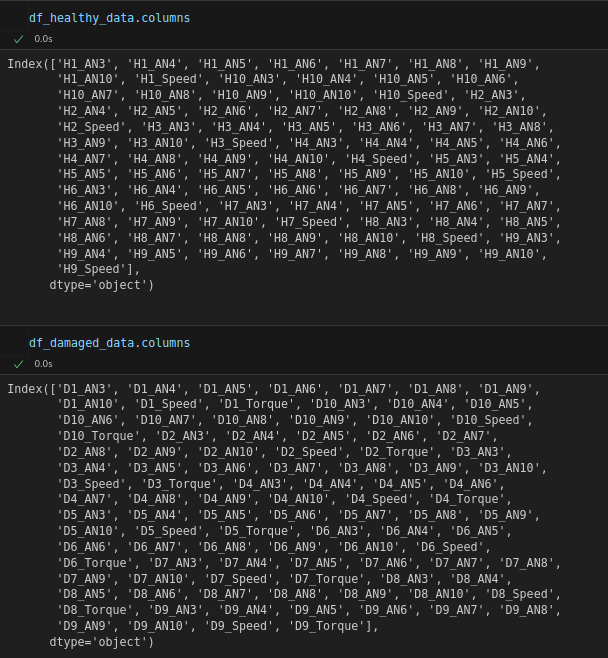 df_healthy_data.columns
0.0s
Index(['H1_AN3', 'H1_AN4', 'H1_AN5', 'H1_AN6', 'H1_AN7', 'H1_AN8', 'H1_AN9',
'H1_AN10', 'H1_Speed', 'H10_AN3', 'H10_AN4', 'H10_AN5', 'H10_AN6',
'H10_AN7', 'H10_AN8', 'H10_AN9', 'H10_AN10', 'H10_Speed', 'H2_AN3',
'H2_AN4', 'H2_AN5', 'H2_AN6', 'H2_AN7', 'H2_AN8', 'H2_AN9', 'H2_AN10',
'H2_Speed', 'H3_AN3', 'H3_AN4', 'H3_AN5', 'H3_AN6', 'H3_AN7', 'H3_AN8',
'H3_AN9', 'H3_AN10', 'H3_Speed', 'H4_AN3', 'H4_AN4', 'H4_AN5', 'H4_AN6',
'H4_AN7', 'H4_AN8', 'H4_AN9', 'H4_AN10', 'H4_Speed', 'H5_AN3', 'H5_AN4',
'H5_AN5', 'H5_AN6', 'H5_AN7', 'H5_AN8', 'H5_AN9', 'H5_AN10', 'H5_Speed',
'H6_AN3', 'H6_AN4', 'H6_AN5', 'H6_AN6', 'H6_AN7', 'H6_AN8', 'H6_AN9',
'H6_AN10', 'H6_Speed', 'H7_AN3', 'H7_AN4', 'H7_AN5', 'H7_AN6', 'H7_AN7',
'H7_AN8', 'H7_AN9', 'H7_AN10', 'H7_Speed', 'H8_AN3', 'H8_AN4', 'H8_AN5',
'H8_AN6', 'H8_AN7', 'H8_AN8', 'H8_AN9', 'H8_AN10', 'H8_Speed', 'H9_AN3',
'H9_AN4', 'H9_AN5', 'H9_AN6', 'H9_AN7', 'H9_AN8', 'H9_AN9', 'H9_AN10',
'H9_Speed'],
dtype='object')
df_damaged_data.columns
0.0s
Index(['D1_AN3', 'D1_AN4', 'D1_AN5', 'D1_AN6', 'D1_AN7', 'D1_AN8', 'D1_AN9',
'D1_AN10', 'D1_Speed', 'D1_Torque', 'D10_AN3', 'D10_AN4', 'D10_AN5',
'D10_AN6', 'D10_AN7', 'D10_AN8', 'D10_AN9', 'D10_AN10', 'D10_Speed',
'D10_Torque', 'D2_AN3', 'D2_AN4', 'D2_AN5', 'D2_AN6', 'D2_AN7',
'D2_AN8', 'D2_AN9', 'D2_AN10', 'D2_Speed', 'D2_Torque', 'D3_AN3',
'D3_AN4', 'D3_AN5', 'D3_AN6', 'D3_AN7', 'D3_AN8', 'D3_AN9', 'D3_AN10',
'D3_Speed', 'D3_Torque', 'D4_AN3', 'D4_AN4', 'D4_AN5', 'D4_AN6',
'D4_AN7', 'D4_AN8', 'D4_AN9', 'D4_AN10', 'D4_Speed', 'D4_Torque',
'D5_AN3', 'D5_AN4', 'D5_AN5', 'D5_AN6', 'D5_AN7', 'D5_AN8', 'D5_AN9',
'D5_AN10', 'D5_Speed', 'D5_Torque', 'D6_AN3', 'D6_AN4', 'D6_AN5',
'D6_AN6', 'D6_AN7', 'D6_AN8', 'D6_AN9', 'D6_AN10', 'D6_Speed',
'D6_Torque', 'D7_AN3', 'D7_AN4', 'D7_AN5', 'D7_AN6', 'D7_AN7', 'D7_AN8',
'D7_AN9', 'D7_AN10', 'D7_Speed', 'D7_Torque', 'D8_AN3', 'D8_AN4',
'D8_AN5', 'D8_AN6', 'D8_AN7', 'D8_AN8', 'D8_AN9', 'D8_AN10', 'D8_Speed',
'D8_Torque', 'D9_AN3', 'D9_AN4', 'D9_AN5', 'D9_AN6', 'D9_AN7', 'D9_AN8',
'D9_AN9', 'D9_AN10', 'D9_Speed', 'D9_Torque'],
dtype='object')